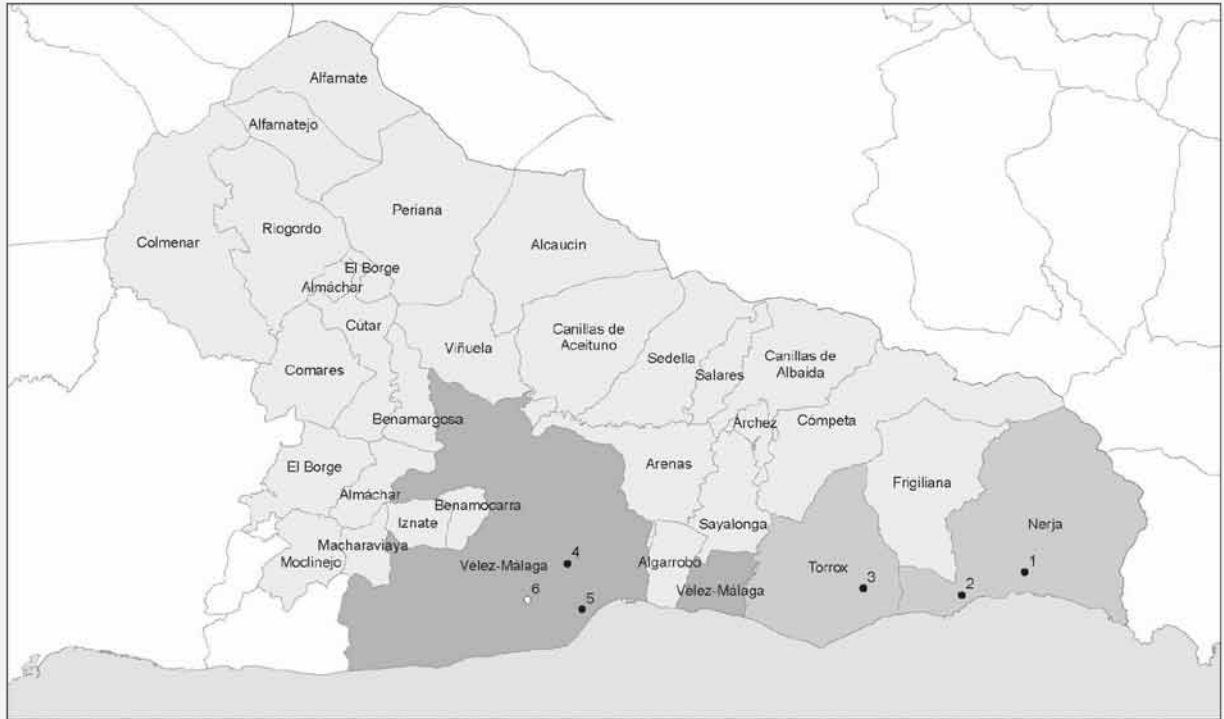 Alfarnate
Alfarnatejo
Periana
Riogordo
Colmenar
Alcaucín
El Borge
Almáchar
Cútar
Viñuela
Canillas de
Aceituno
Sedella
Salares
Canillas de
Albaida
Comares
Benamargosa
Árchez
Cómpeta
El Borge
Arenas
Frigiliana
Almáchar
Benamocarra
Iznate
Sayalonga
Nerja
Macharaviaya
Moclinejo
Vélez-Málaga
4
Algarrobo
Vélez-Málaga
Torrox
3
1
2
6
5